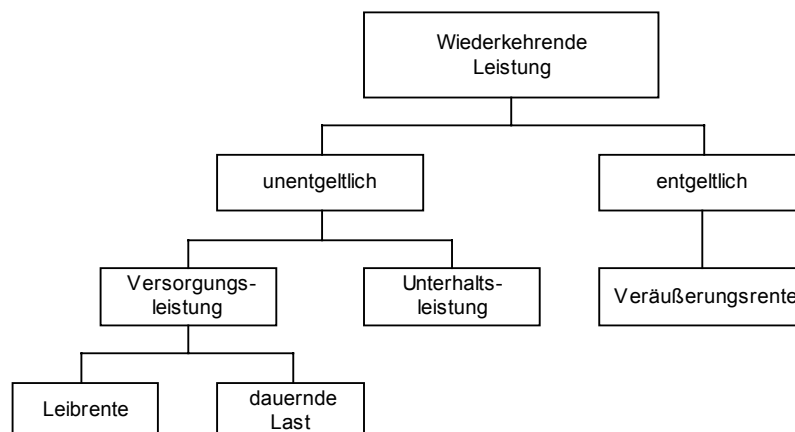 Wiederkehrende
Leistung
unentgeltlich
entgeltlich
Versorgungs-
leistung
Unterhalts-
leistung
Veräußerungsrente
Leibrente
dauernde
Last